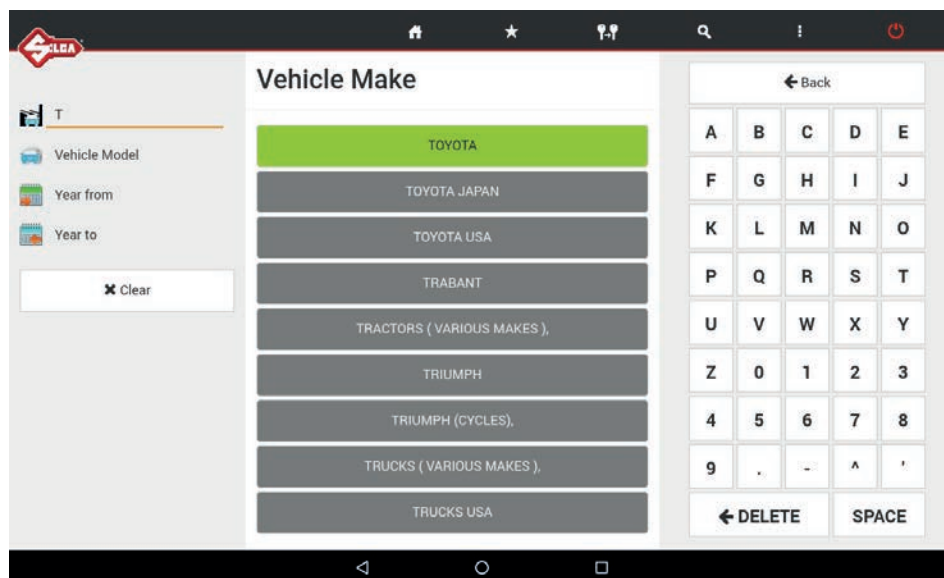 SILCA
Vehicle Make
T
Vehicle Model
Year from
Year to
✖ Clear
TOYOTA
TOYOTA JAPAN
TOYOTA USA
TRABANT
TRACTORS ( VARIOUS MAKES ),
TRIUMPH
TRIUMPH (CYCLES),
TRUCKS ( VARIOUS MAKES ),
TRUCKS USA
← Back
A B C D E
F G H I J
K L M N O
P Q R S T
U V W X Y
Z 0 1 2 3
4 5 6 7 8
9 . - ^ '
← DELETE SPACE